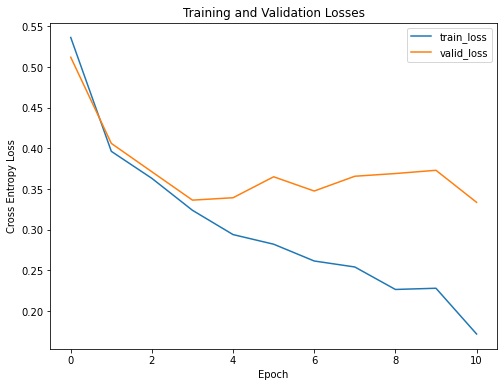 Training and Validation Losses
train_loss
valid_loss
Cross Entropy Loss
0.55
0.50
0.45
0.40
0.35
0.30
0.25
0.20
0 2 4 6 8 10
Epoch